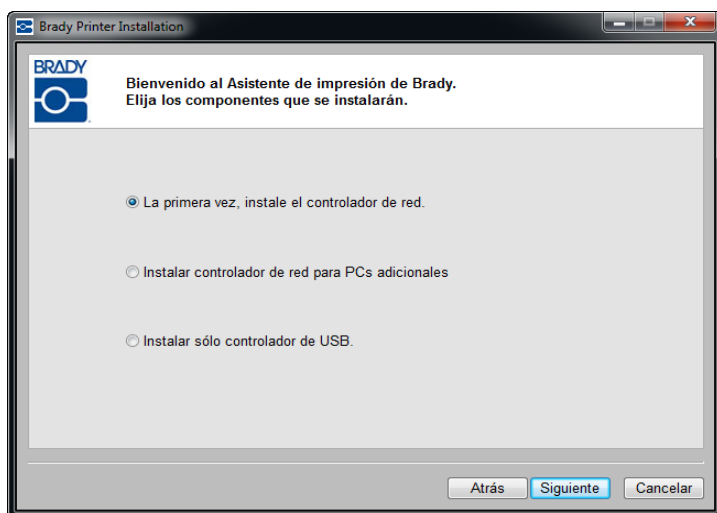 Brady Printer Installation
BRADY
Bienvenido al Asistente de impresión de Brady.
Elija los componentes que se instalarán.
La primera vez, instale el controlador de red.
Instalar controlador de red para PCs adicionales
Instalar sólo controlador de USB.
Atrás Siguiente Cancelar